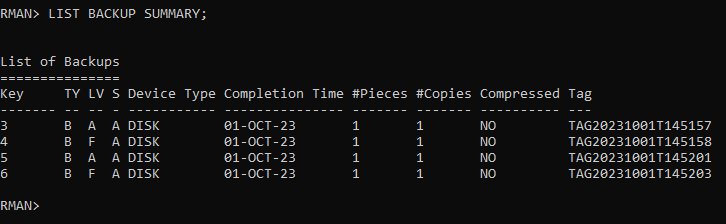 RMAN> LIST BACKUP SUMMARY;
List of Backups
===============
Key     TY LV S Device Type Completion Time #Pieces #Copies Compressed Tag
------- -- -- - ----------- --------------- ------- ------- ---------- ---
3       B  A  A DISK        01-OCT-23       1       1       NO         TAG20231001T145157
4       B  F  A DISK        01-OCT-23       1       1       NO         TAG20231001T145158
5       B  A  A DISK        01-OCT-23       1       1       NO         TAG20231001T145201
6       B  F  A DISK        01-OCT-23       1       1       NO         TAG20231001T145203
RMAN>